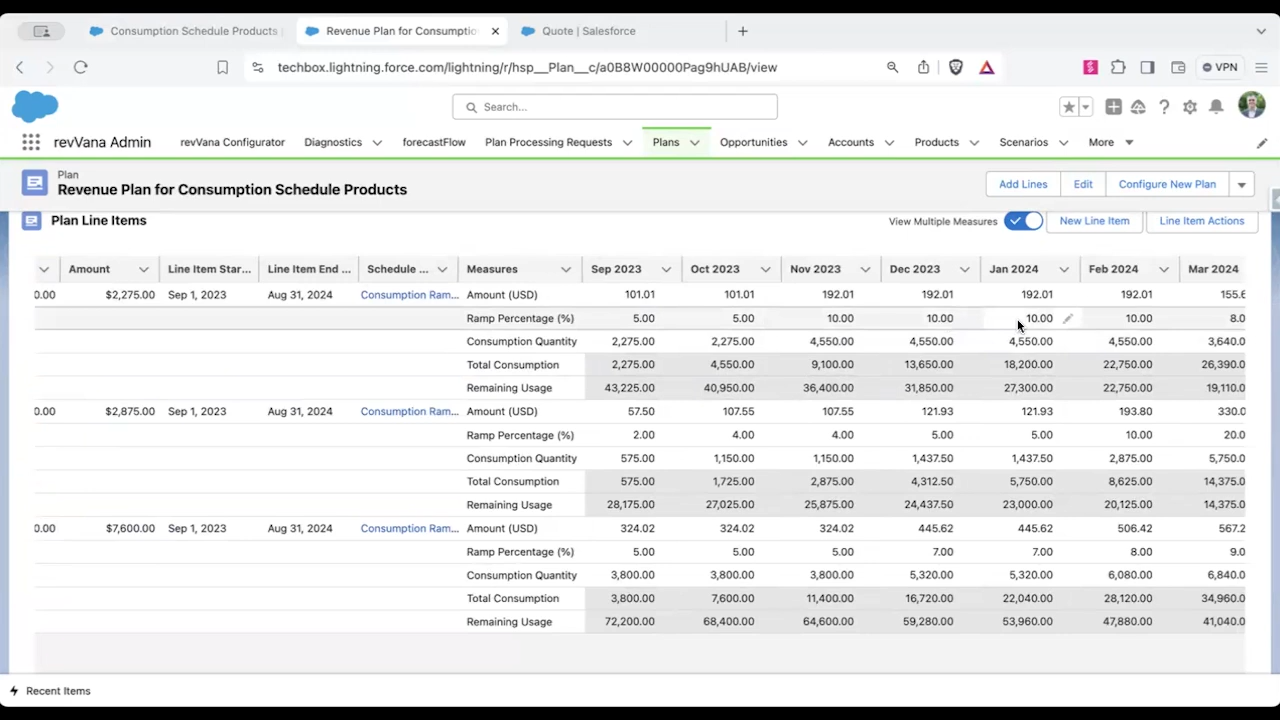 Consumption Schedule Products
Revenue Plan for Consumptio
Quote | Salesforce
techbox.lightning.force.com/lightning/r/hsp__Plan__c/a0B8W00000Pag9hUAB/view
VPN
Search...
revVana Admin
revVana Configurator
Diagnostics
forecastFlow
Plan Processing Requests
Plans
Opportunities
Accounts
Products
Scenarios
More
Plan
Revenue Plan for Consumption Schedule Products
Add Lines
Edit
Configure New Plan
Plan Line Items
View Multiple Measures
New Line Item
Line Item Actions
Amount Line Item Star... Line Item End ... Schedule ... Measures Sep 2023 Oct 2023 Nov 2023 Dec 2023 Jan 2024 Feb 2024 Mar 2024
0.00 $2,275.00 Sep 1, 2023 Aug 31, 2024 Consumption Ram... Amount (USD) 101.01 101.01 192.01 192.01 192.01 192.01 155.6
Ramp Percentage (%) 5.00 5.00 10.00 10.00 10.00 10.00 8.0
Consumption Quantity 2,275.00 2,275.00 4,550.00 4,550.00 4,550.00 4,550.00 3,640.0
Total Consumption 2,275.00 4,550.00 9,100.00 13,650.00 18,200.00 22,750.00 26,390.0
Remaining Usage 43,225.00 40,950.00 36,400.00 31,850.00 27,300.00 22,750.00 19,110.0
0.00 $2,875.00 Sep 1, 2023 Aug 31, 2024 Consumption Ram... Amount (USD) 57.50 107.55 107.55 121.93 121.93 193.80 330.0
Ramp Percentage (%) 2.00 4.00 4.00 5.00 5.00 10.00 20.0
Consumption Quantity 575.00 1,150.00 1,150.00 1,437.50 1,437.50 2,875.00 5,750.0
Total Consumption 575.00 1,725.00 2,875.00 4,312.50 5,750.00 8,625.00 14,375.0
Remaining Usage 28,175.00 27,025.00 25,875.00 24,437.50 23,000.00 20,125.00 14,375.0
0.00 $7,600.00 Sep 1, 2023 Aug 31, 2024 Consumption Ram... Amount (USD) 324.02 324.02 324.02 445.62 445.62 506.42 567.2
Ramp Percentage (%) 5.00 5.00 5.00 7.00 7.00 8.00 9.0
Consumption Quantity 3,800.00 3,800.00 3,800.00 5,320.00 5,320.00 6,080.00 6,840.0
Total Consumption 3,800.00 7,600.00 11,400.00 16,720.00 22,040.00 28,120.00 34,960.0
Remaining Usage 72,200.00 68,400.00 64,600.00 59,280.00 53,960.00 47,880.00 41,040.0
Recent Items